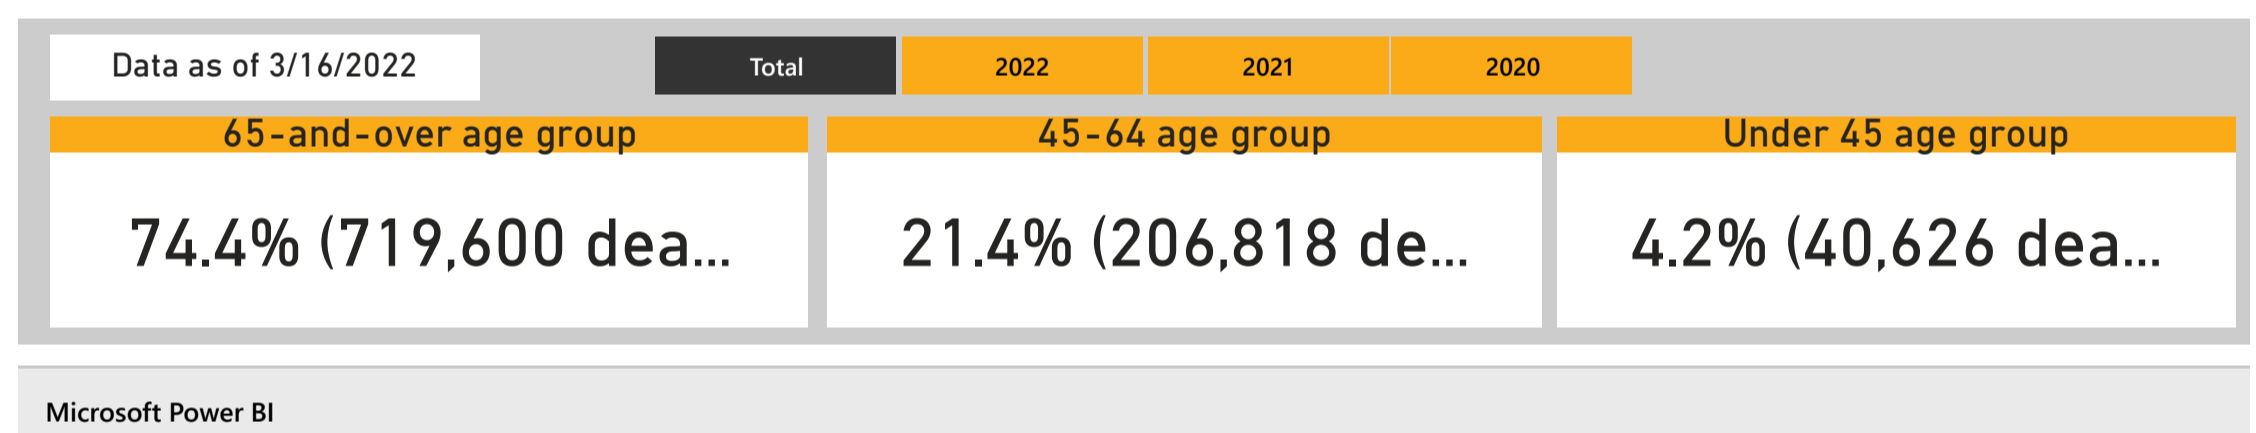 Data as of 3/16/2022
Total 2022 2021 2020
65-and-over age group 45-64 age group Under 45 age group
74.4% (719,600 dea... 21.4% (206,818 de... 4.2% (40,626 dea...
Microsoft Power BI